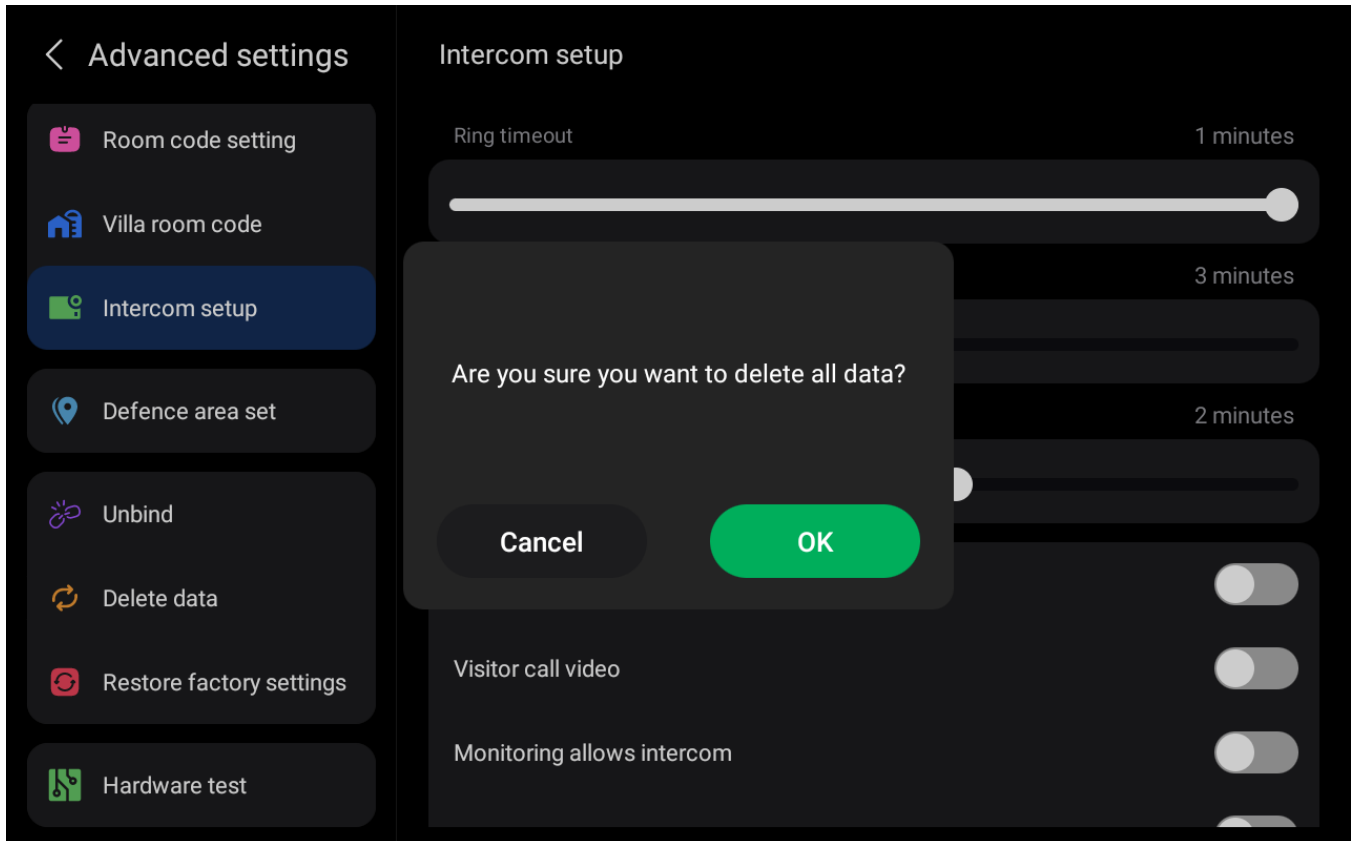 Advanced settings
Room code setting
Villa room code
Intercom setup
Defence area set
Unbind
Delete data
Restore factory settings
Hardware test
Intercom setup
Ring timeout
1 minutes
3 minutes
2 minutes
Visitor call video
Monitoring allows intercom
Are you sure you want to delete all data?
Cancel
OK